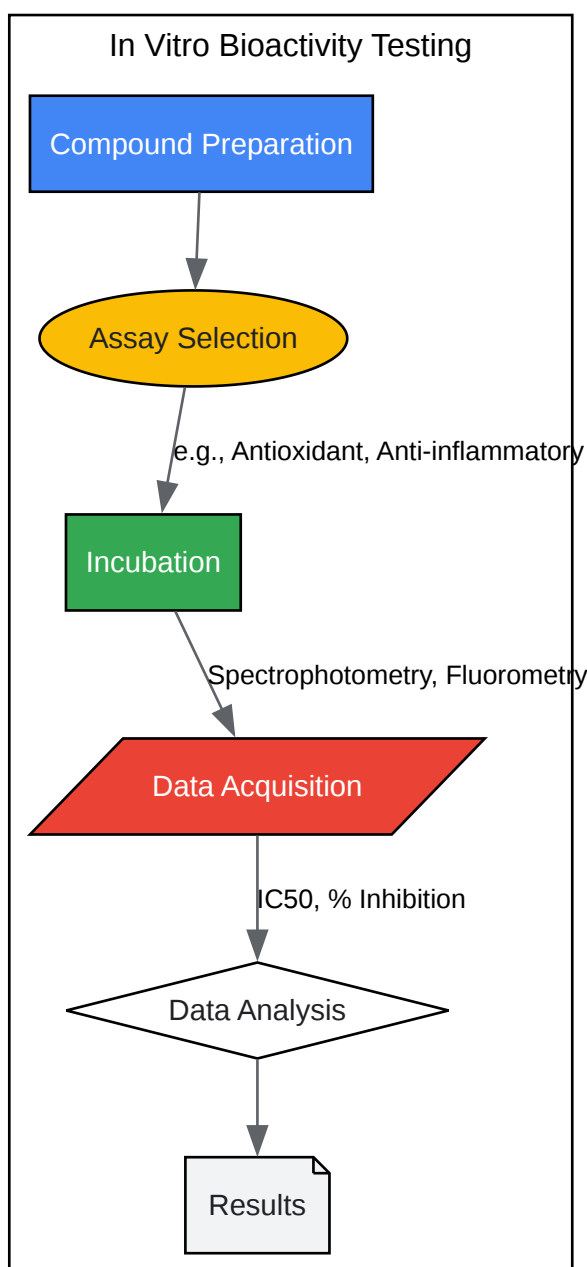 In Vitro Bioactivity Testing
Compound Preparation
Assay Selection
e.g., Antioxidant, Anti-inflammatory
Incubation
Spectrophotometry, Fluorometry
Data Acquisition
IC50, % Inhibition
Data Analysis
Results